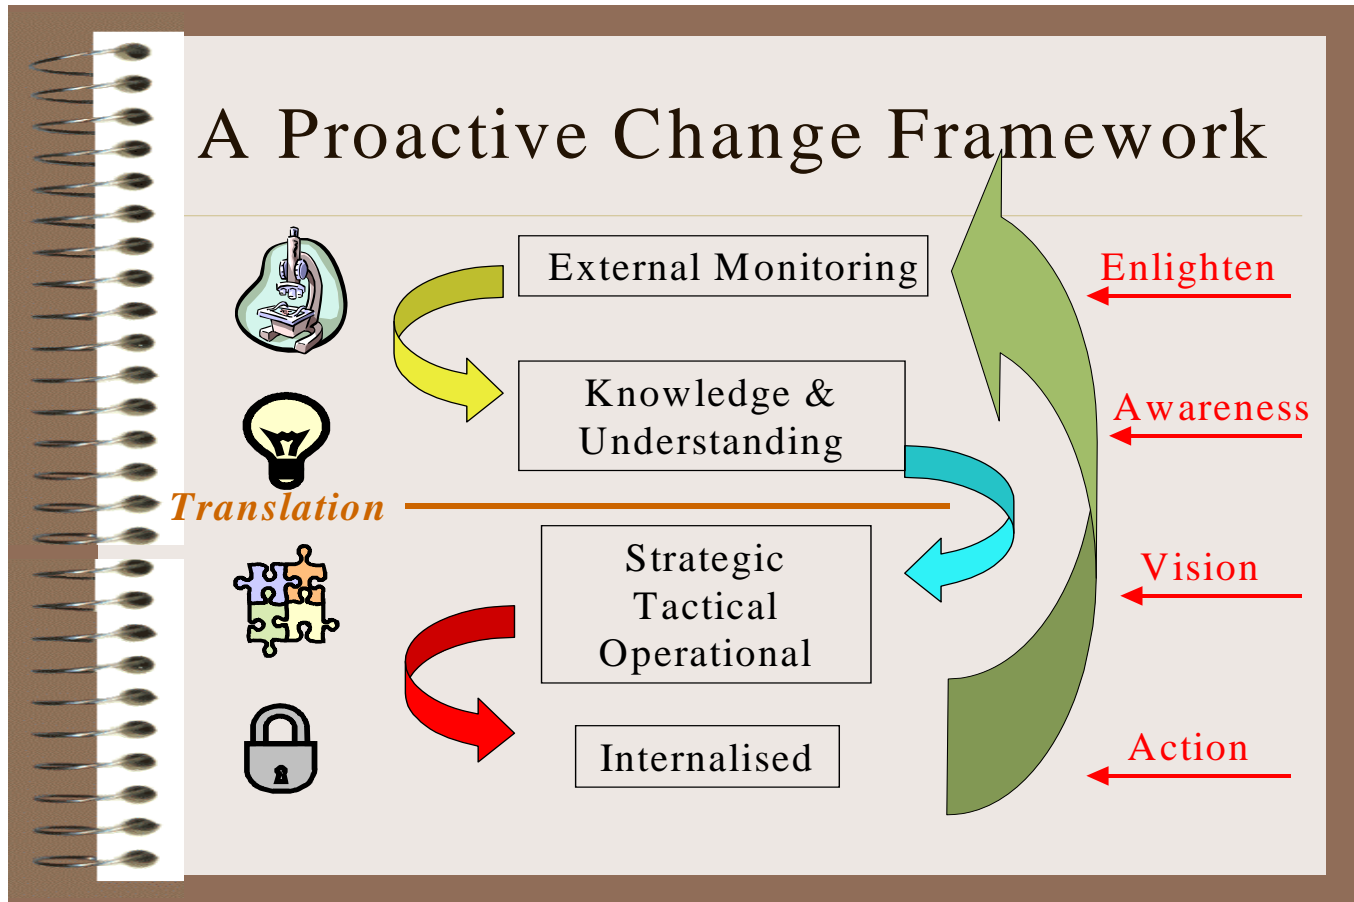 A Proactive Change Framework
External Monitoring
Enlighten
Knowledge &
Understanding
Awareness
Translation
Strategic
Tactical
Operational
Vision
Internalised
Action